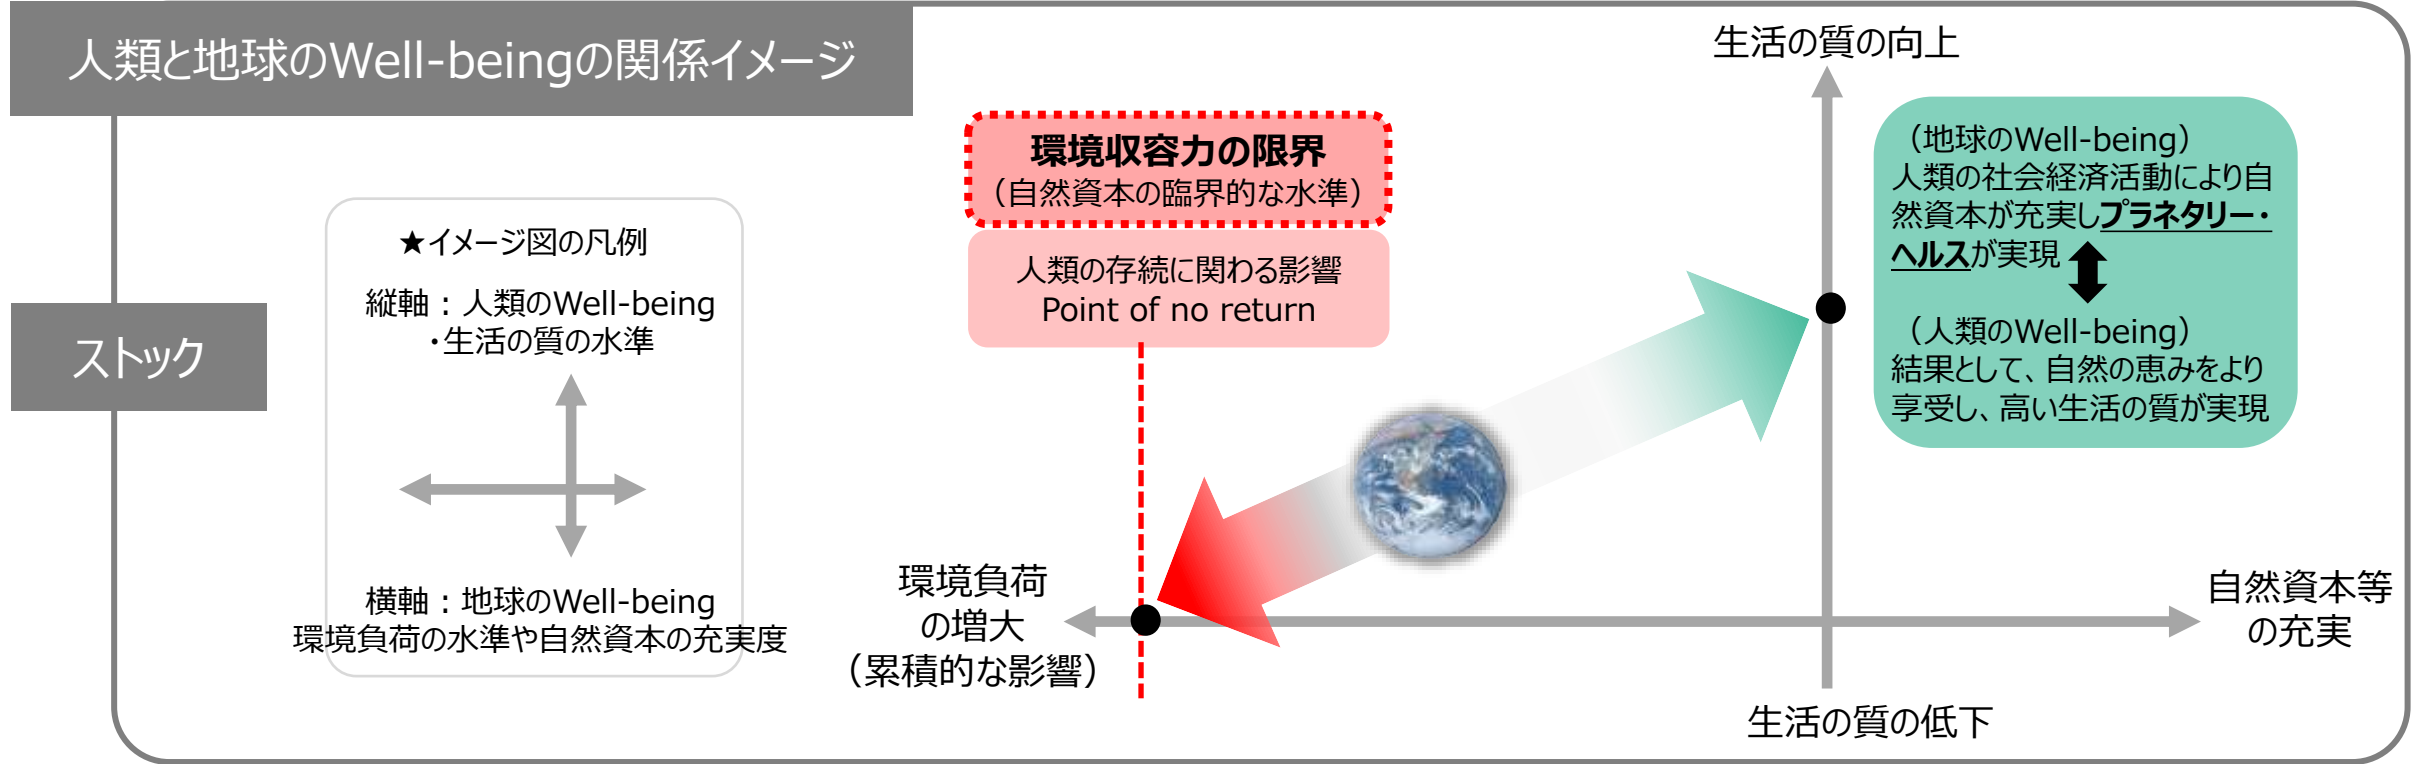 人類と地球のWell-beingの関係イメージ
ストック
★イメージ図の凡例
縦軸：人類のWell-being
・生活の質の水準
横軸：地球のWell-being
環境負荷の水準や自然資本の充実度
環境収容力の限界
（自然資本の臨界的な水準）
人類の存続に関わる影響
Point of no return
環境負荷
の増大
（累積的な影響）
生活の質の向上
（地球のWell-being）
人類の社会経済活動により自
然資本が充実しプラネタリー・
ヘルスが実現
（人類のWell-being）
結果として、自然の恵みをより
享受し、高い生活の質が実現
自然資本等
の充実
生活の質の低下